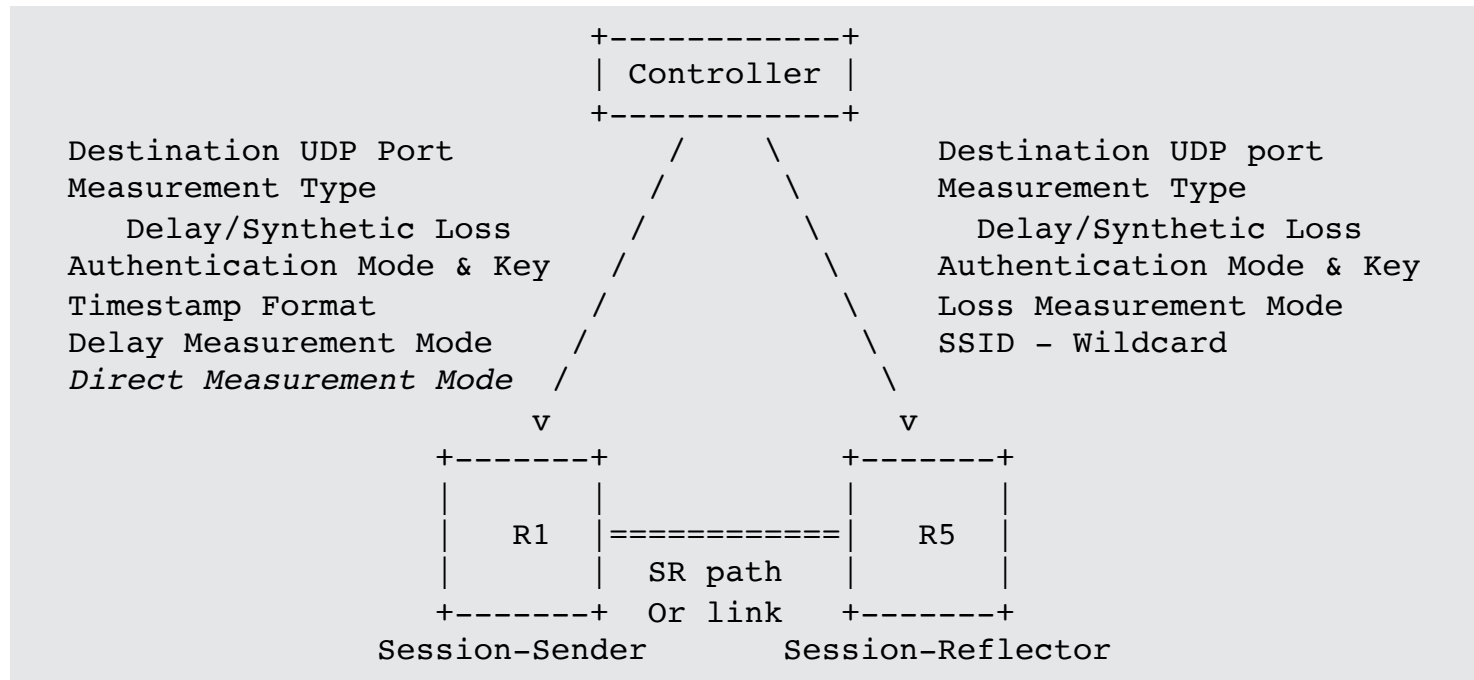 +------------+
| Controller |
+------------+
Destination UDP Port          /    \          Destination UDP port
Measurement Type             /      \         Measurement Type
   Delay/Synthetic Loss     /        \          Delay/Synthetic Loss
Authentication Mode & Key  /          \       Authentication Mode & Key
Timestamp Format          /            \      Loss Measurement Mode
Delay Measurement Mode   /              \     SSID - Wildcard
Direct Measurement Mode /                \
v                  v
+-------+            +-------+
|       |            |       |
|   R1  |============|   R5  |
|       |  SR path   |       |
+-------+  Or link   +-------+
Session-Sender       Session-Reflector